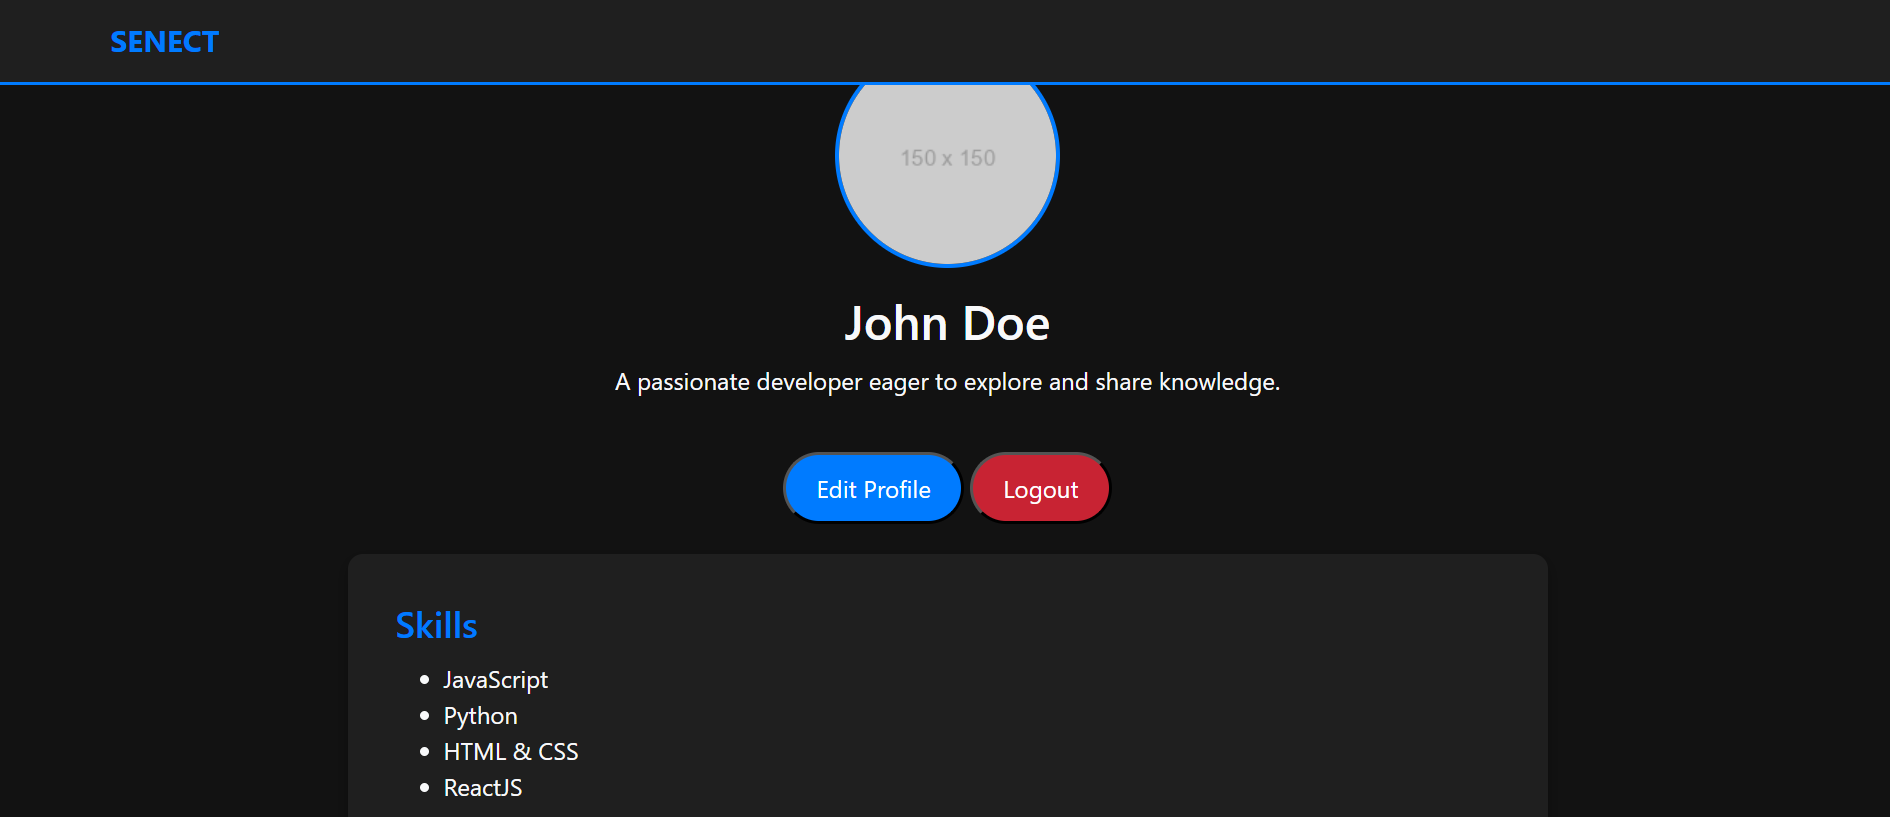 SENECT
150 x 150
John Doe
A passionate developer eager to explore and share knowledge.
Edit Profile Logout
Skills
JavaScript
Python
HTML & CSS
ReactJS